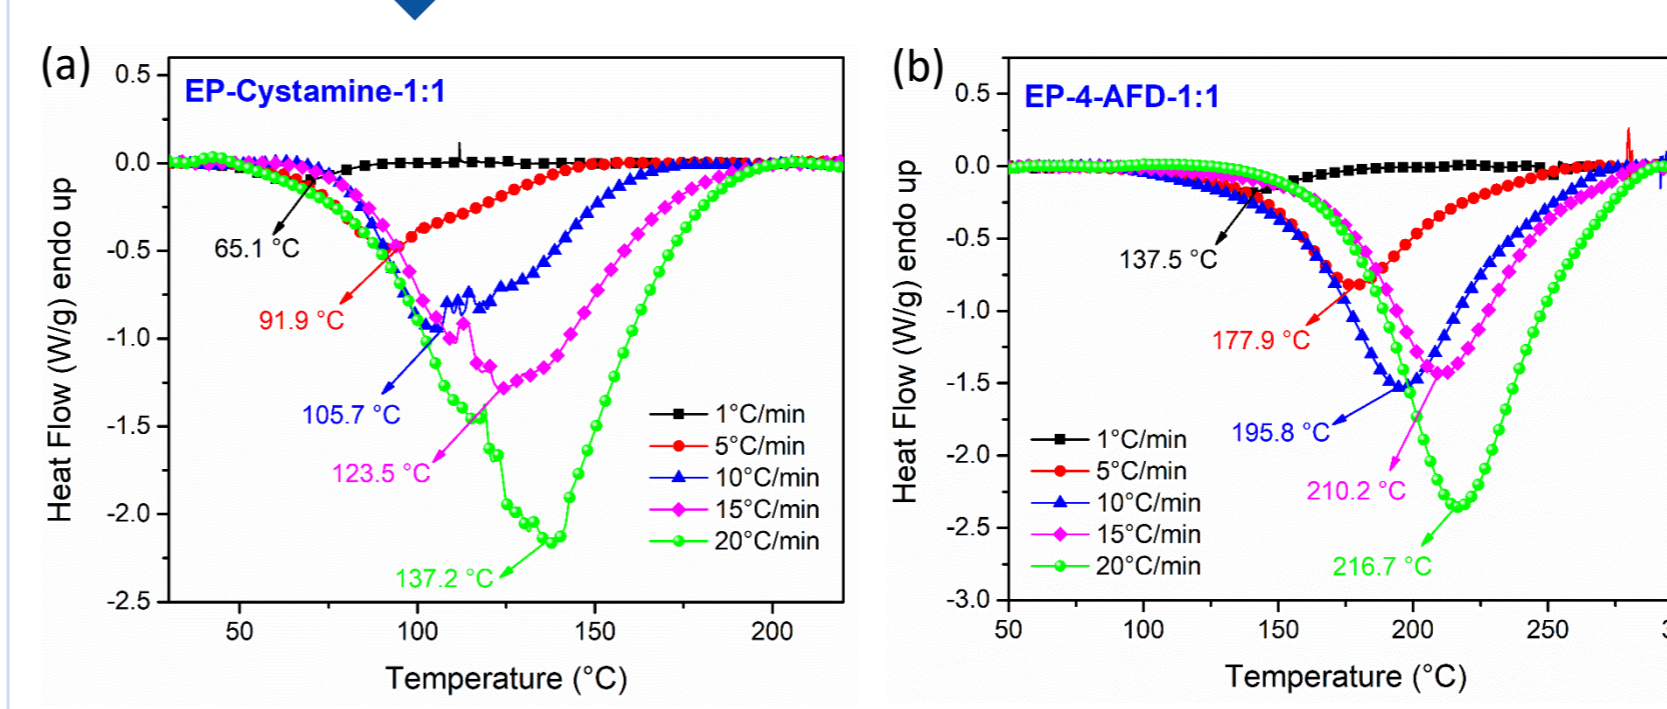 (a)
EP-Cystamine-1:1
Heat Flow (W/g) endo up
0.5
0.0
-0.5
-1.0
-1.5
-2.0
-2.5
65.1 °C
91.9 °C
105.7 °C
123.5 °C
137.2 °C
1°C/min
5°C/min
10°C/min
15°C/min
20°C/min
50 100 150 200
Temperature (°C)
(b)
EP-4-AFD-1:1
Heat Flow (W/g) endo up
0.5
0.0
-0.5
-1.0
-1.5
-2.0
-2.5
-3.0
137.5 °C
177.9 °C
195.8 °C
210.2 °C
216.7 °C
1°C/min
5°C/min
10°C/min
15°C/min
20°C/min
50 100 150 200 250
Temperature (°C)